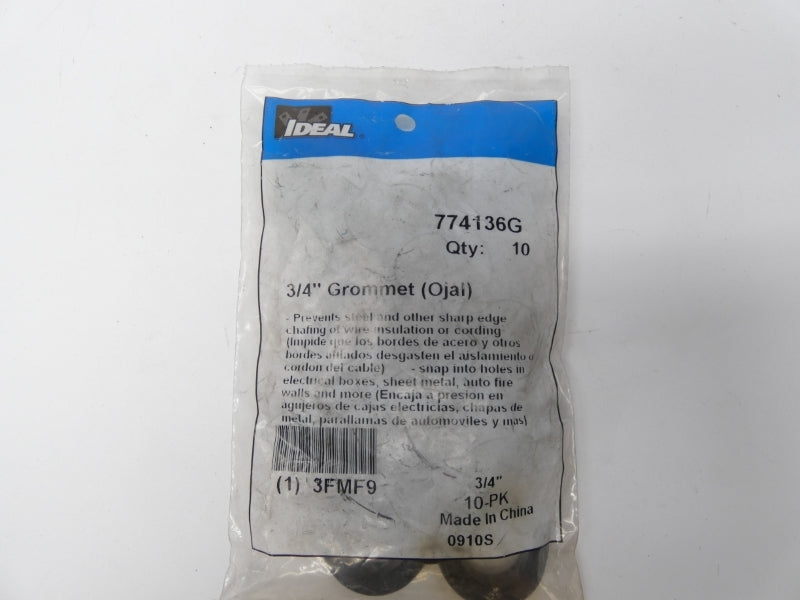 IDEAL
774136G
Qty: 10
3/4" Grommet (Ojal)
- Prevents steel and other sharp edge
chafing of wire insulation or cording
(Impide que los bordes de acero y otros
bordes afilados desgasten el aislamiento o
cordon del cable) - snap into holes in
electrical boxes, sheet metal, auto fire
walls and more (Encaja a presion en
agujeros de cajas electricias, chapas de
metal, parallamas de automoviles y mas)
(1) 3FMF9
3/4"
10-PK
Made In China
0910S